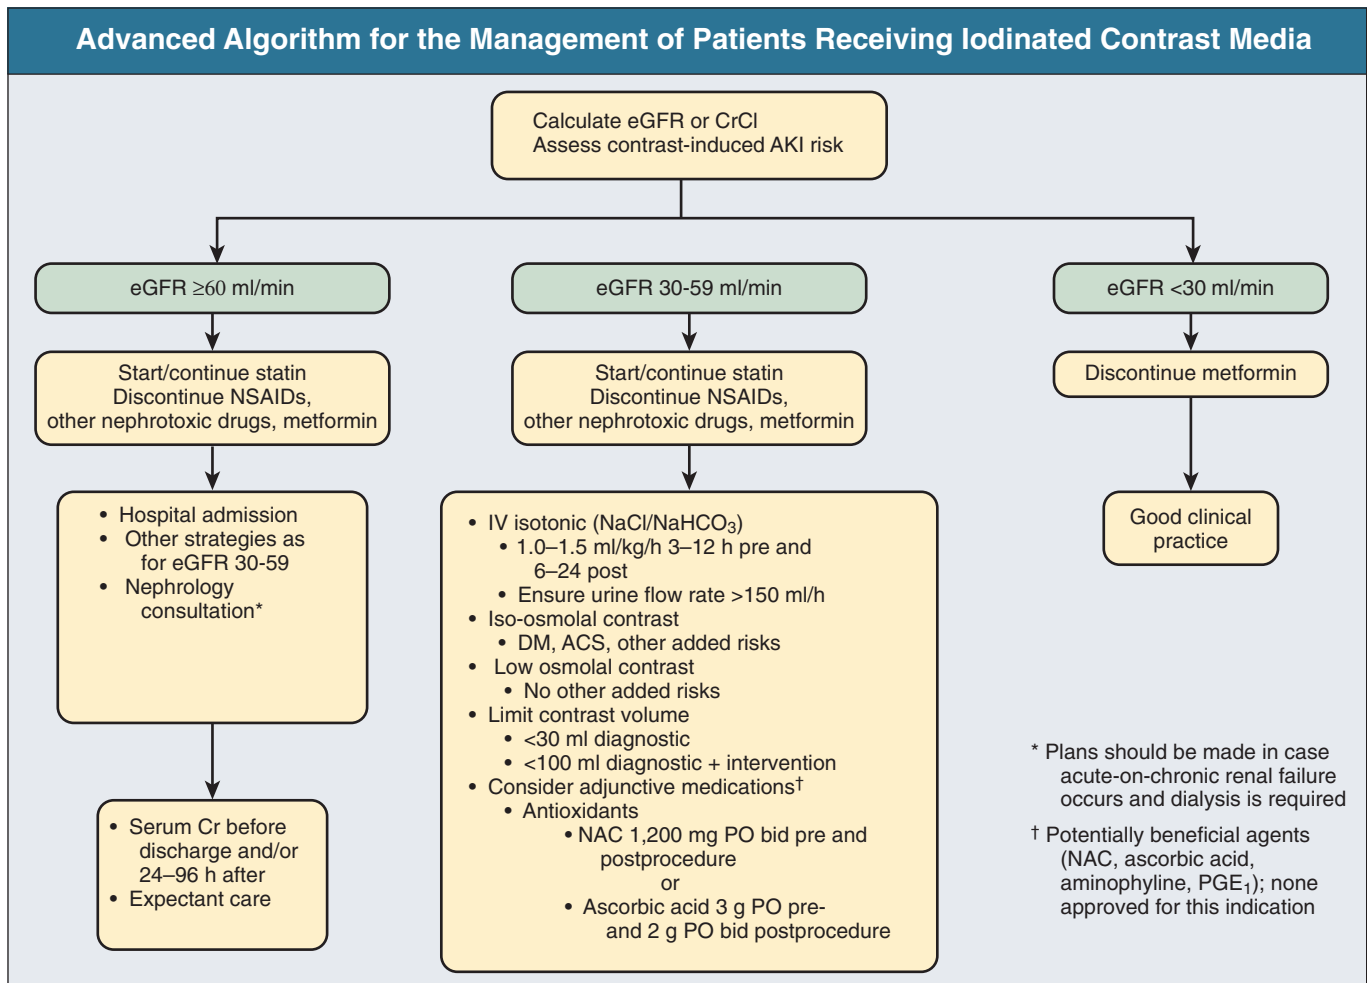 Advanced Algorithm for the Management of Patients Receiving Iodinated Contrast Media
Calculate eGFR or CrCl
Assess contrast-induced AKI risk
eGFR ≥60 ml/min
Start/continue statin
Discontinue NSAIDs,
other nephrotoxic drugs, metformin
• Hospital admission
• Other strategies as
for eGFR 30-59
• Nephrology
consultation*
• Serum Cr before
discharge and/or
24–96 h after
• Expectant care
eGFR 30-59 ml/min
Start/continue statin
Discontinue NSAIDs,
other nephrotoxic drugs, metformin
• IV isotonic (NaCl/NaHCO₃)
• 1.0–1.5 ml/kg/h 3–12 h pre and
6–24 post
• Ensure urine flow rate >150 ml/h
• Iso-osmolal contrast
• DM, ACS, other added risks
• Low osmolal contrast
• No other added risks
• Limit contrast volume
• <30 ml diagnostic
• <100 ml diagnostic + intervention
• Consider adjunctive medications†
• Antioxidants
• NAC 1,200 mg PO bid pre and
postprocedure
or
• Ascorbic acid 3 g PO pre-
and 2 g PO bid postprocedure
eGFR <30 ml/min
Discontinue metformin
Good clinical
practice
* Plans should be made in case
acute-on-chronic renal failure
occurs and dialysis is required
† Potentially beneficial agents
(NAC, ascorbic acid,
aminophyline, PGE₁); none
approved for this indication